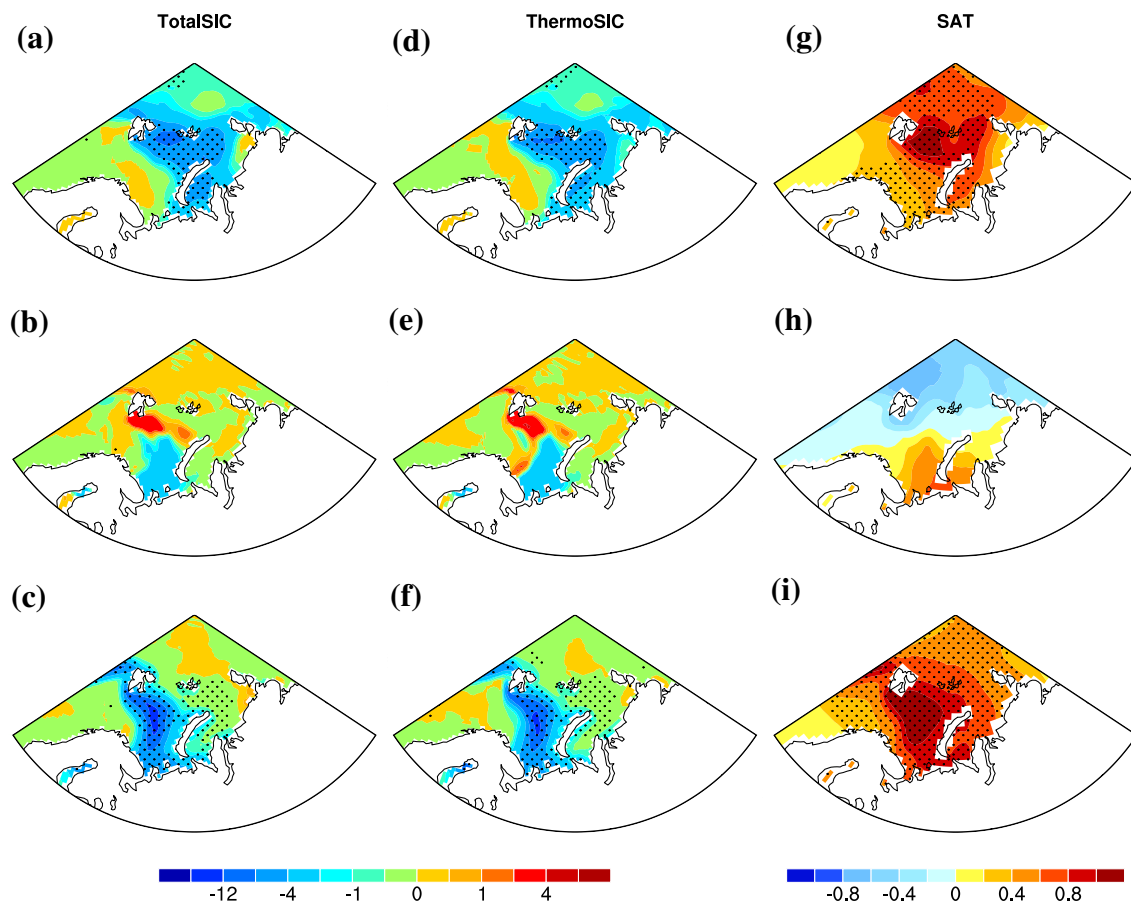 TotalSIC ThermoSIC SAT
(a) (d) (g)
(b) (e) (h)
(c) (f) (i)
-12 -4 -1 0 1 4 -0.8 -0.4 0 0.4 0.8